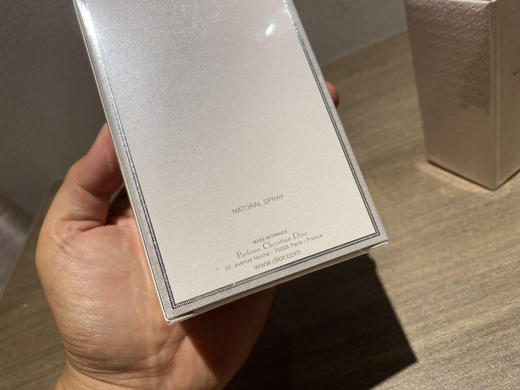 NATURAL SPRAY
MADE IN FRANCE
Parfums Christian Dior
33, avenue Hoche - 75008 Paris - France
www.dior.com